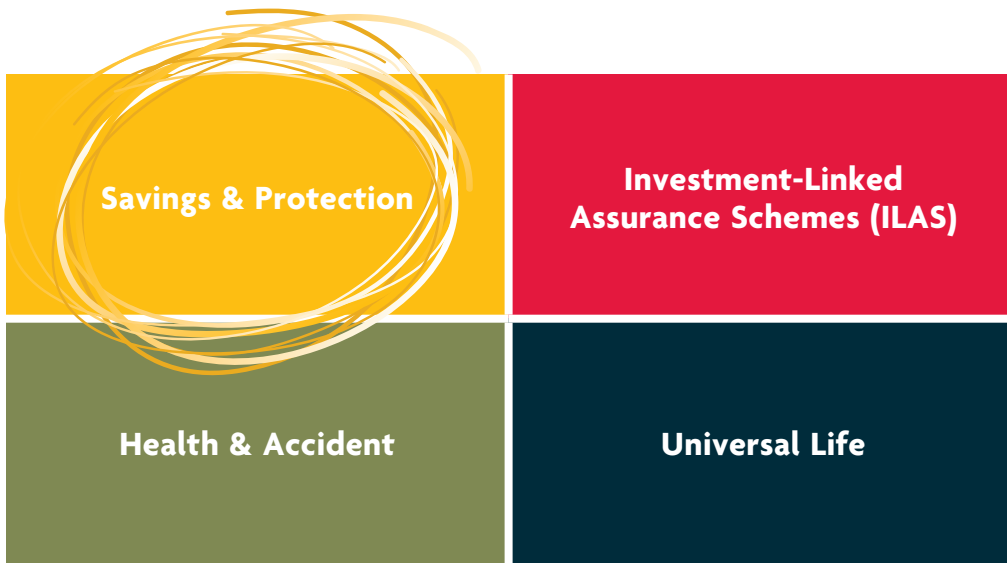 Savings & Protection
Investment-Linked
Assurance Schemes (ILAS)
Health & Accident
Universal Life